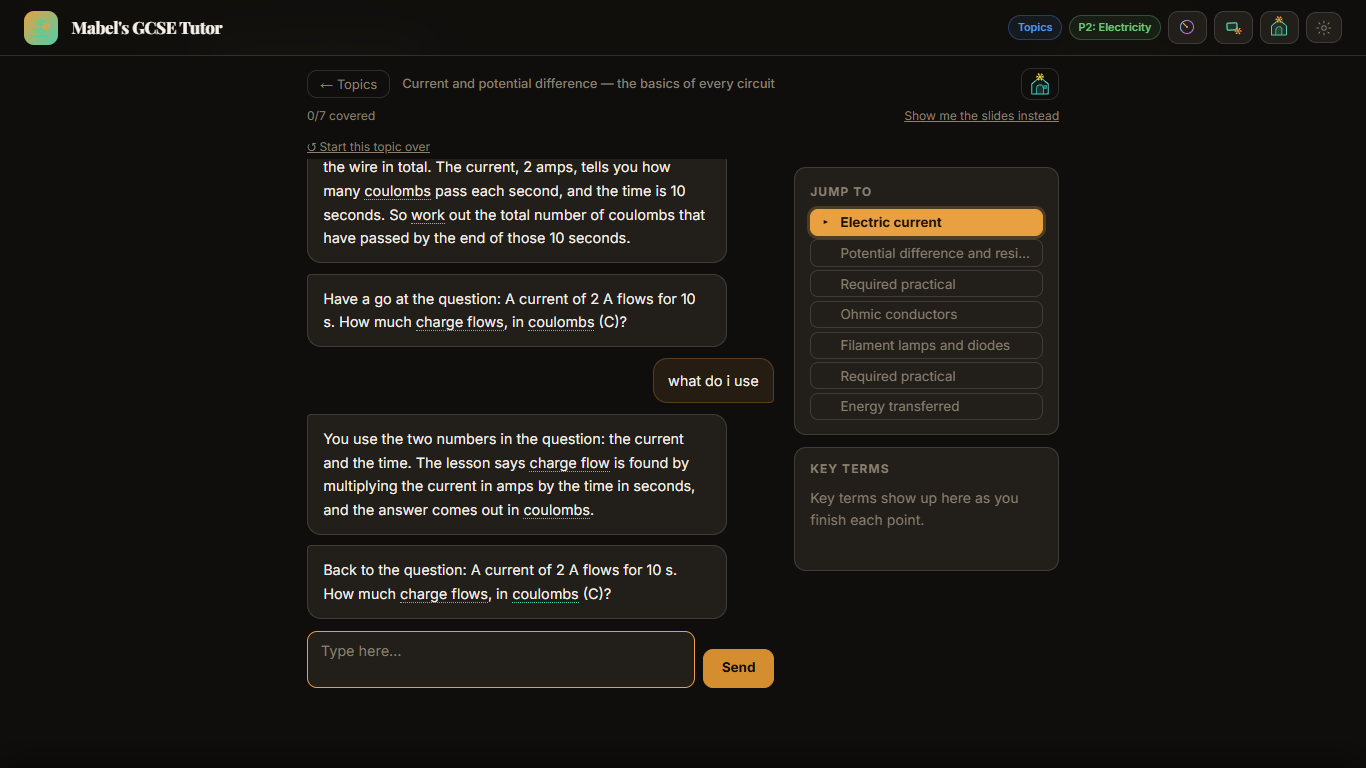 Mabel's GCSE Tutor
Topics
P2: Electricity
← Topics
Current and potential difference — the basics of every circuit
0/7 covered
Show me the slides instead
↺ Start this topic over
the wire in total. The current, 2 amps, tells you how
many coulombs pass each second, and the time is 10
seconds. So work out the total number of coulombs that
have passed by the end of those 10 seconds.
Have a go at the question: A current of 2 A flows for 10
s. How much charge flows, in coulombs (C)?
what do i use
You use the two numbers in the question: the current
and the time. The lesson says charge flow is found by
multiplying the current in amps by the time in seconds,
and the answer comes out in coulombs.
Back to the question: A current of 2 A flows for 10 s.
How much charge flows, in coulombs (C)?
Type here...
Send
JUMP TO
Electric current
Potential difference and resi...
Required practical
Ohmic conductors
Filament lamps and diodes
Required practical
Energy transferred
KEY TERMS
Key terms show up here as you
finish each point.